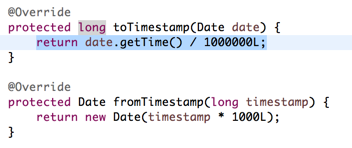 @Override
protected long toTimestamp(Date date) {
return date.getTime() / 1000000L;
}
@Override
protected Date fromTimestamp(long timestamp) {
return new Date(timestamp * 1000L);
}